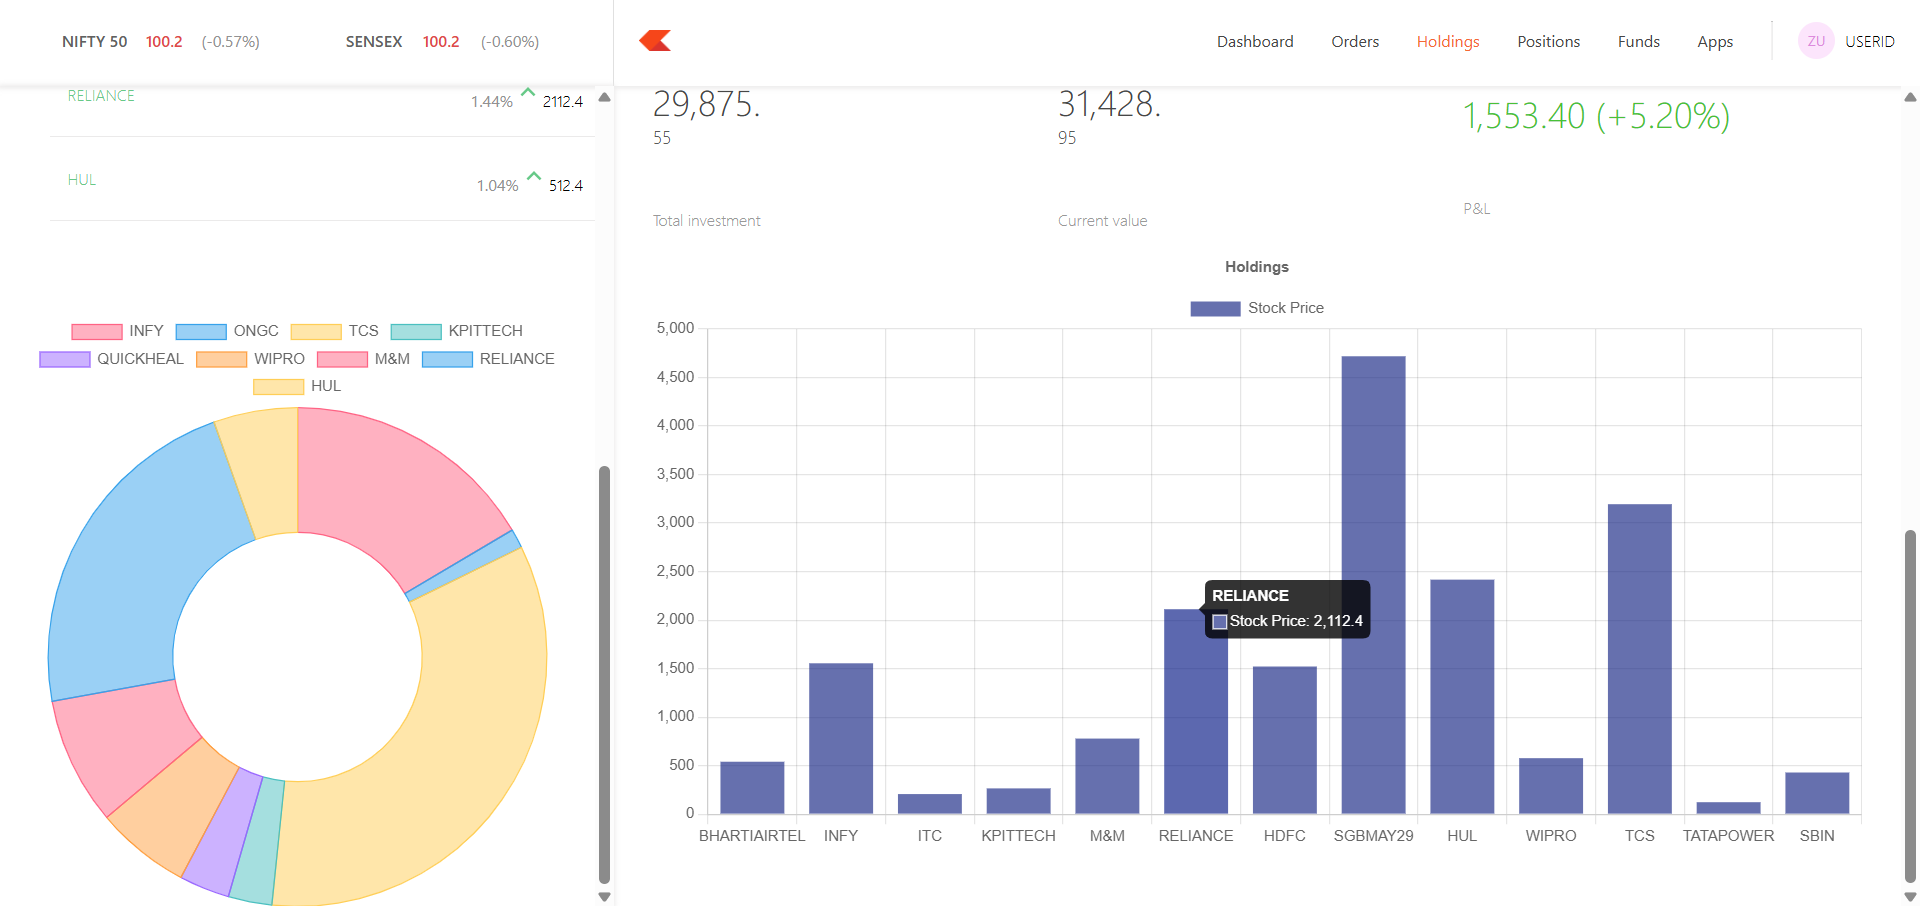 NIFTY 50 100.2 (-0.57%) SENSEX 100.2 (-0.60%)
Dashboard Orders Holdings Positions Funds Apps ZU USERID
RELIANCE 1.44% 2112.4
HUL 1.04% 512.4
INFY ONGC TCS KPITTECH
QUICKHEAL WIPRO M&M RELIANCE
HUL
29,875.
55
Total investment
31,428.
95
Current value
1,553.40 (+5.20%)
P&L
Holdings
Stock Price
5,000
4,500
4,000
3,500
3,000
2,500
2,000
1,500
1,000
500
0
RELIANCE
Stock Price: 2,112.4
BHARTIAIRTEL INFY ITC KPITTECH M&M RELIANCE HDFC SGBMAY29 HUL WIPRO TCS TATAPOWER SBIN